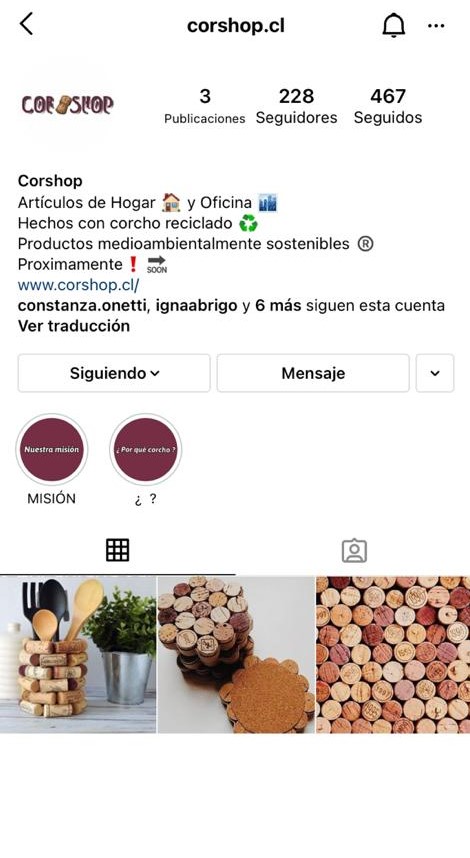 corshop.cl
CORSHOP
3
228
467
Publicaciones
Seguidores
Seguidos
Corshop
Artículos de Hogar 🏠 y Oficina 🏙️
Hechos con corcho reciclado ♻️
Productos medioambientalmente sostenibles ®️
Proximamente❗️🔜
www.corshop.cl/
constanza.onetti, ignaabrigo y 6 más siguen esta cuenta
Ver traducción
Siguiendo
Mensaje
Nuestra misión
¿Por qué corcho?
MISIÓN
¿ ?